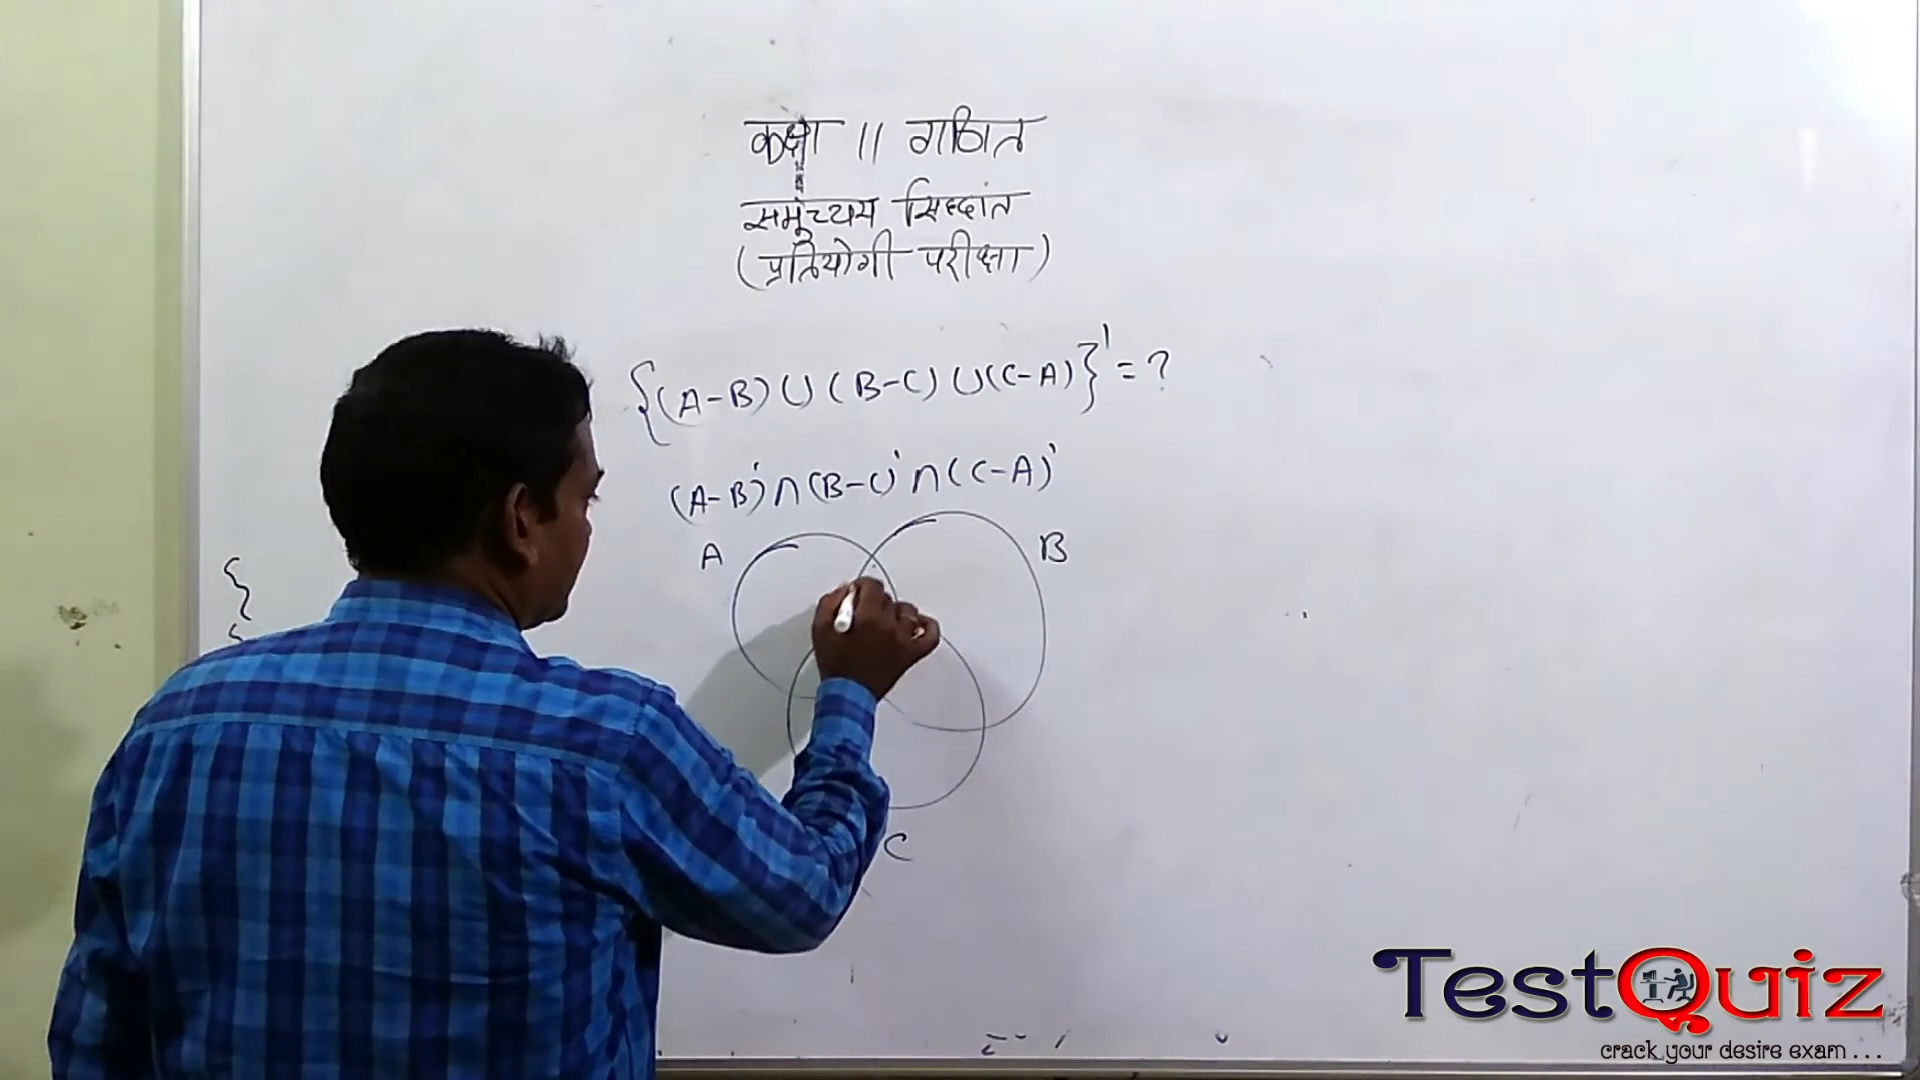 कक्षा 11 गणित
समुच्चय सिद्धांत
(प्रतियोगी परीक्षा)
{(A-B)∪(B-C)∪(C-A)}' = ?
(A-B)'∩(B-C)'∩(C-A)'
A
B
C
TestQuiz
crack your desire exam . . .